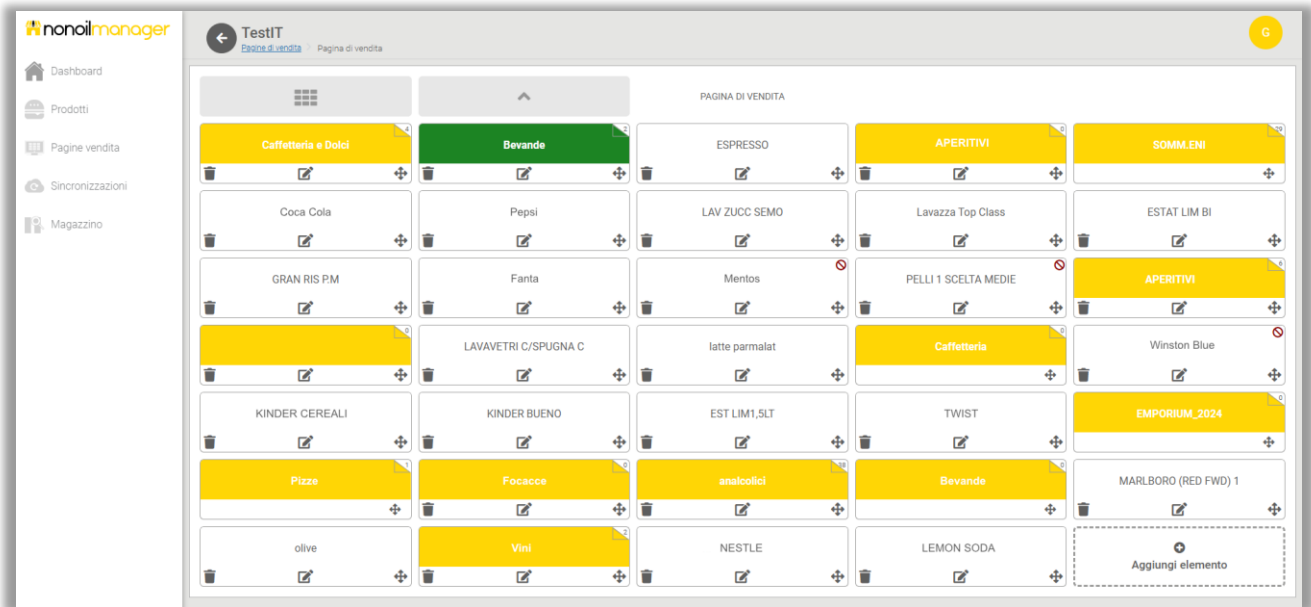 nonoilmanager
TestIT
Pagine di vendita > Pagina di vendita
G
Dashboard
Prodotti
Pagine vendita
Sincronizzazioni
Magazzino
PAGINA DI VENDITA
Caffetteria e Dolci 4
Bevande 2
ESPRESSO
APERITIVI 0
SOMM.ENI 29
Coca Cola
Pepsi
LAV ZUCC SEMO
Lavazza Top Class
ESTAT LIM BI
GRAN RIS P.M
Fanta
Mentos
PELLI 1 SCELTA MEDIE
APERITIVI 6
0
LAVAVETRI C/SPUGNA C
latte parmalat
Caffetteria 0
Winston Blue
KINDER CEREALI
KINDER BUENO
EST LIM1,5LT
TWIST
EMPORIUM_2024 0
Pizze 1
Focacce 0
analcolici 38
Bevande 0
MARLBORO (RED FWD) 1
olive
Vini 2
NESTLE
LEMON SODA
Aggiungi elemento